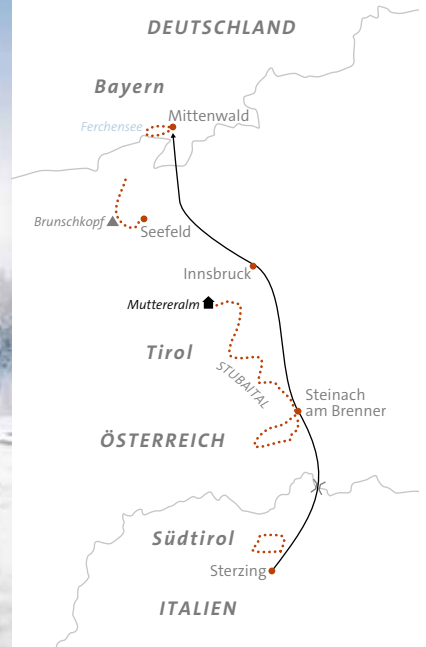 DEUTSCHLAND
Bayern
Mittenwald
Ferchensee
Brunschkopf
Seefeld
Innsbruck
Muttereralm
Tirol
STUBAITAL
Steinach
am Brenner
ÖSTERREICH
Südtirol
Sterzing
ITALIEN